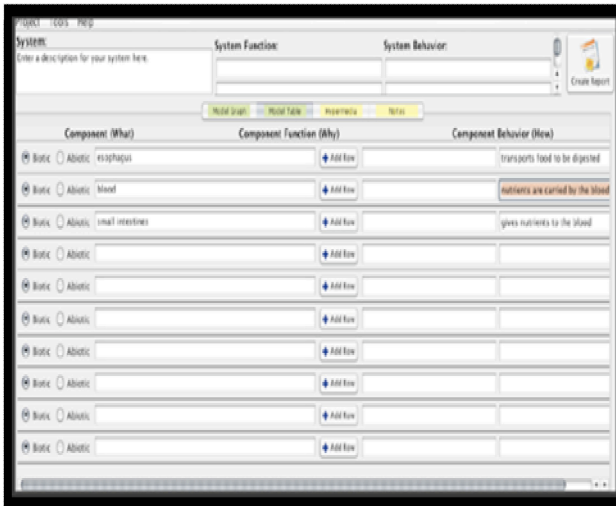 Project Tools Help
System: System Function: System Behavior:
Enter a description for your system here.
Create Report
Model Graph Model Table Hypermedia Notes
Component (What) Component Function (Why) Component Behavior (How)
Biotic Abiotic esophagus Add Row transports food to be digested
Biotic Abiotic blood Add Row nutrients are carried by the blood
Biotic Abiotic small intestines Add Row gives nutrients to the blood
Biotic Abiotic Add Row
Biotic Abiotic Add Row
Biotic Abiotic Add Row
Biotic Abiotic Add Row
Biotic Abiotic Add Row
Biotic Abiotic Add Row
Biotic Abiotic Add Row